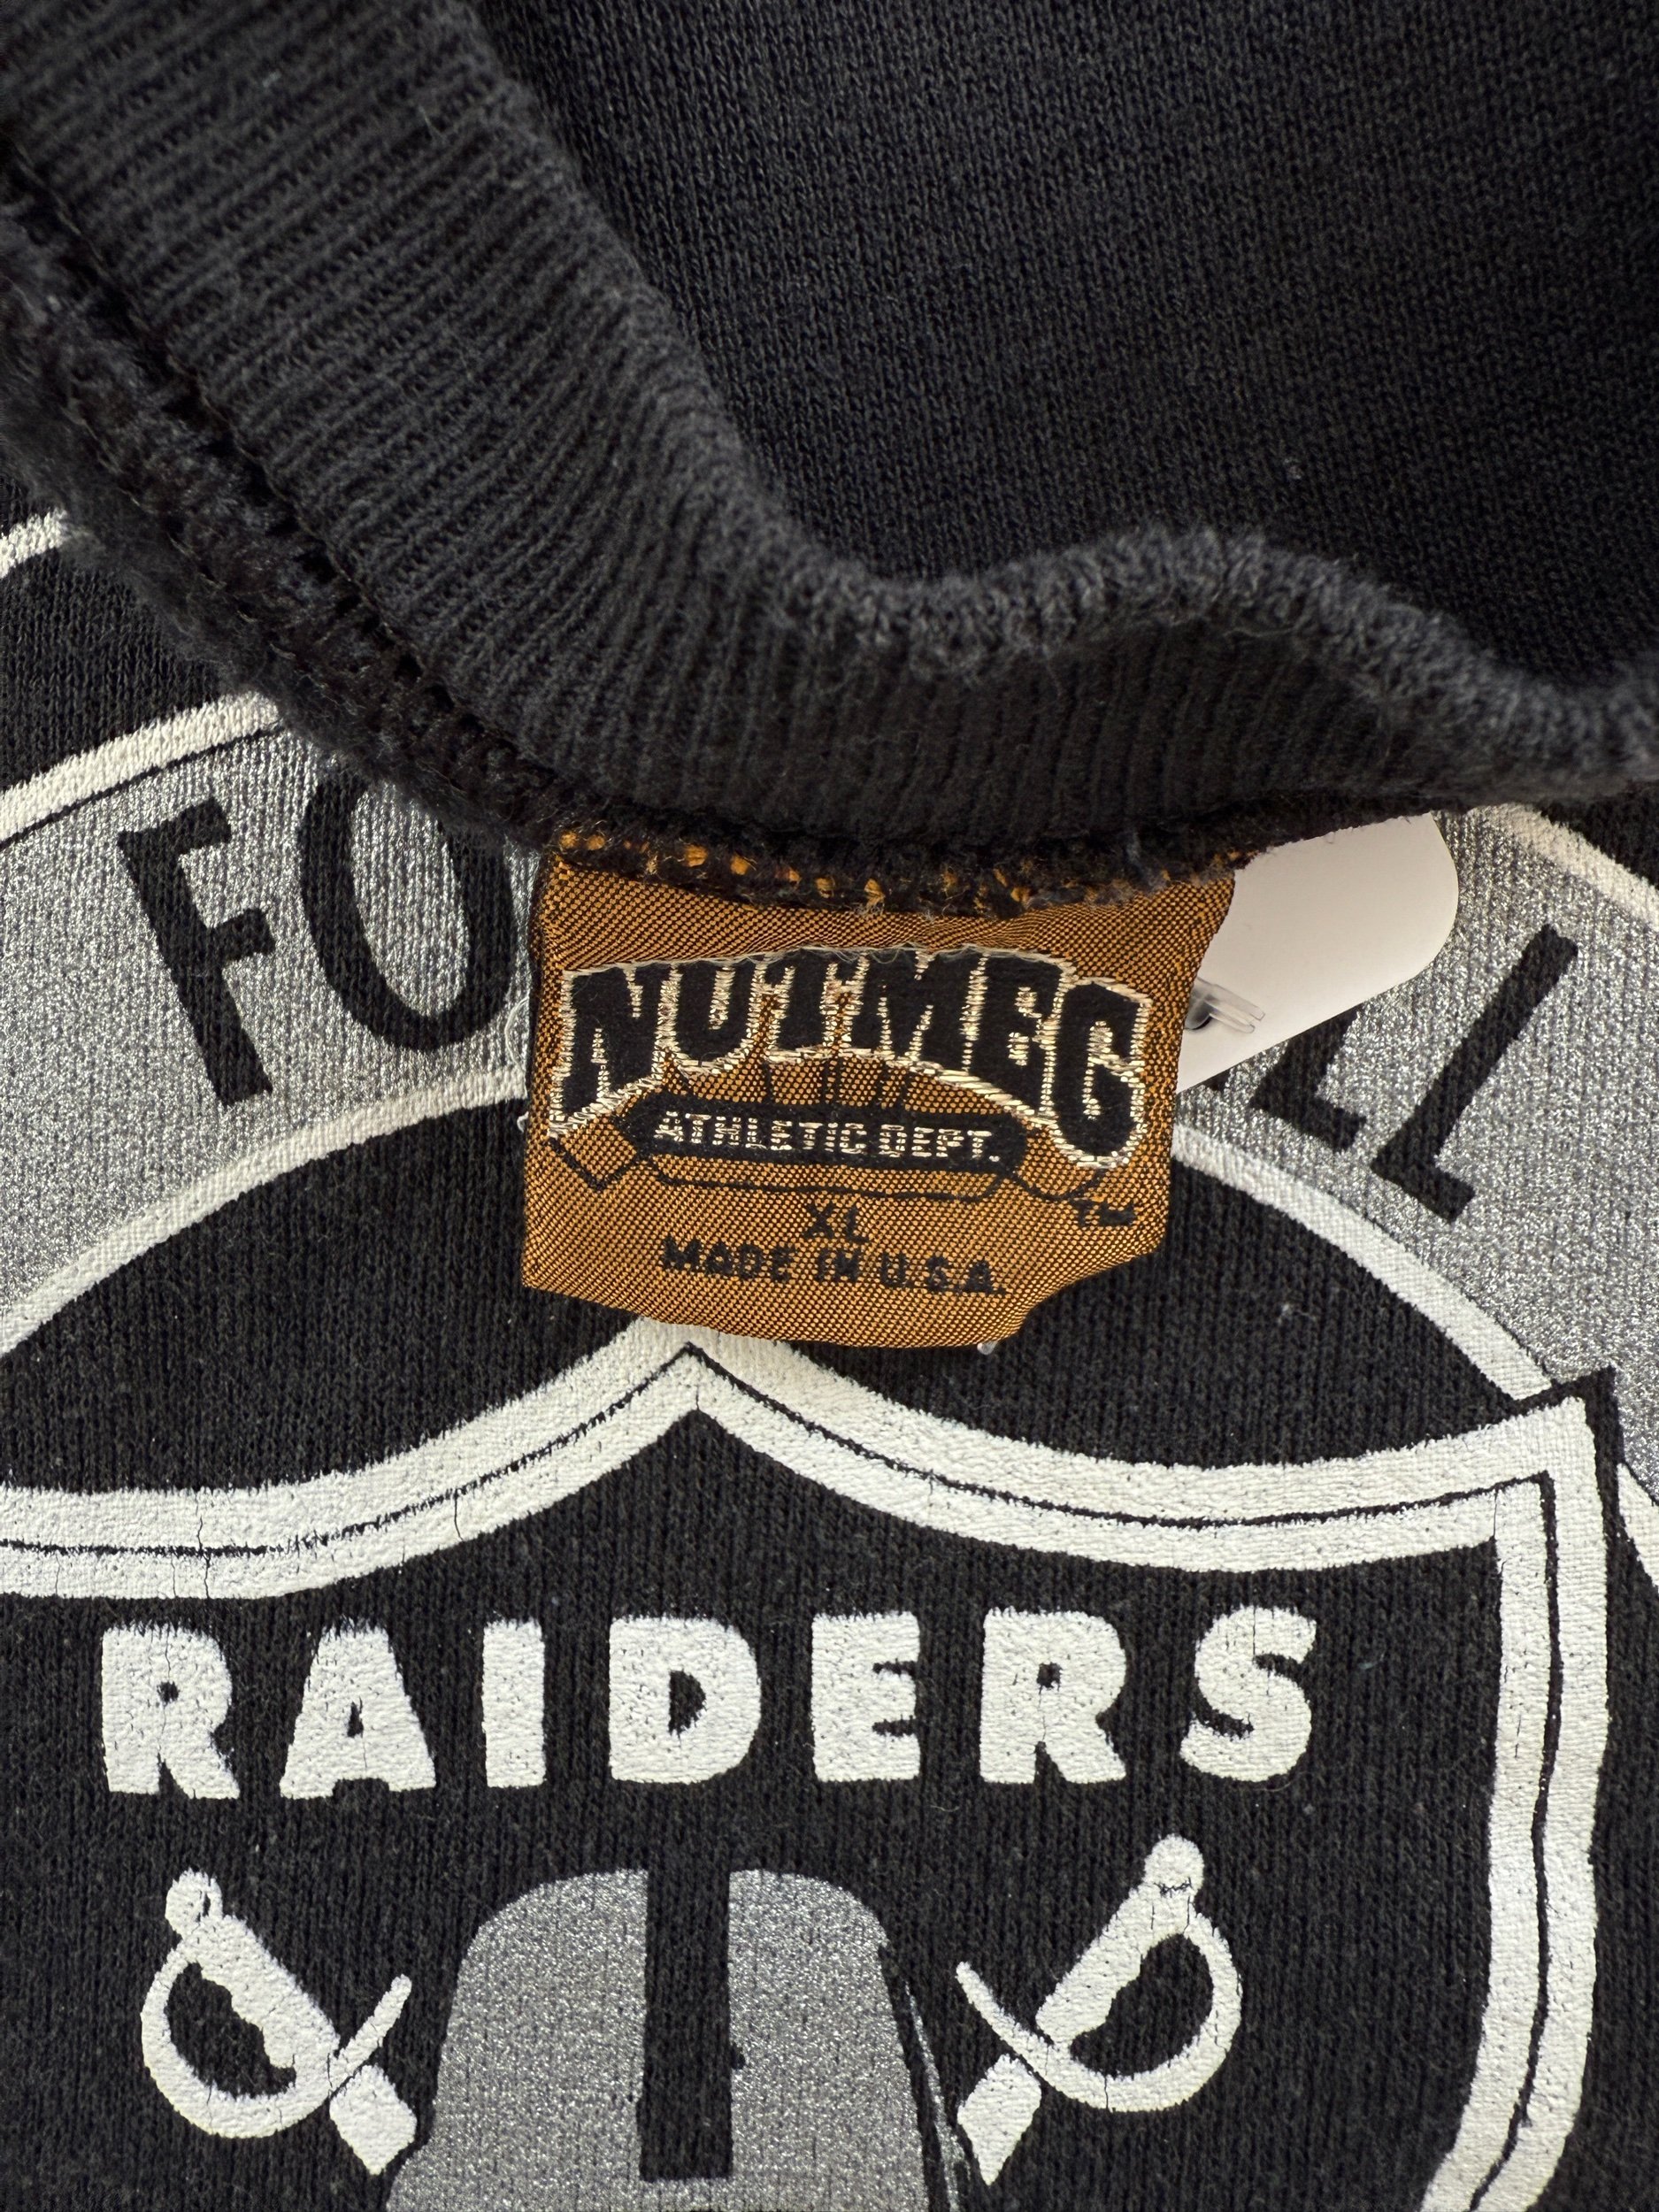 NUTMEG
ATHLETIC DEPT.
TM
XL
MADE IN U.S.A.
RAIDERS